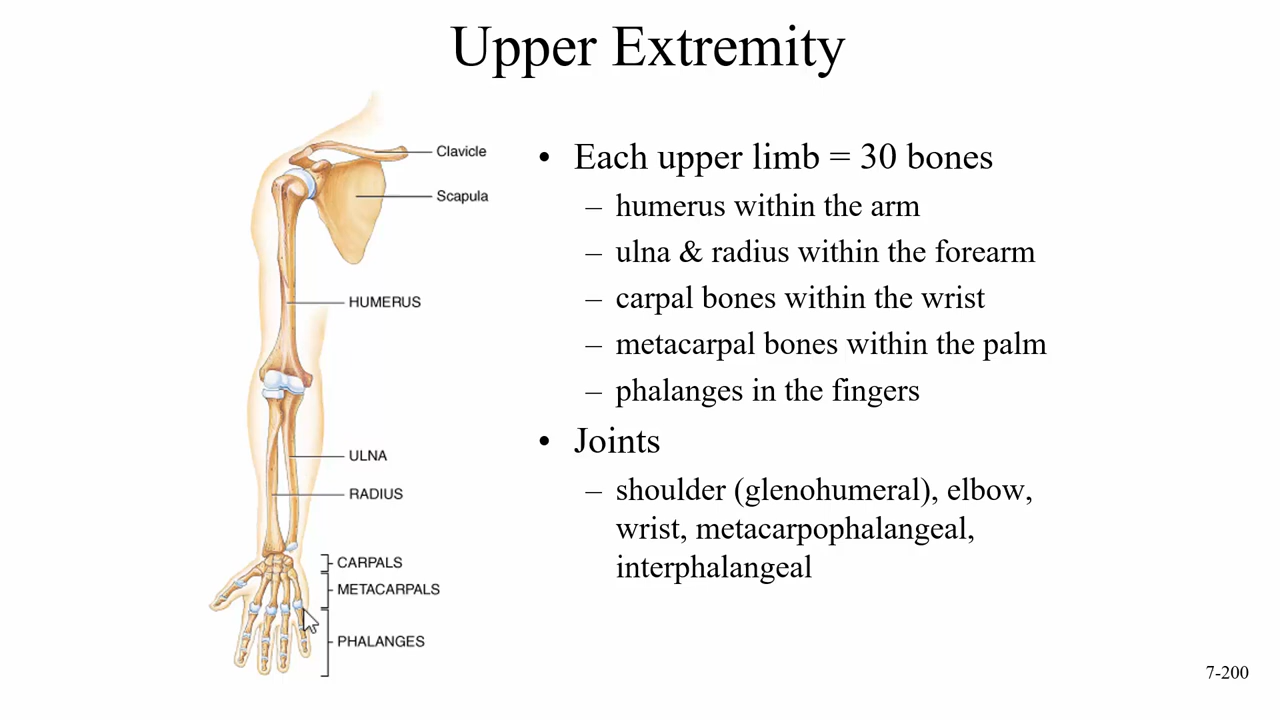 Upper Extremity
Clavicle
Scapula
HUMERUS
ULNA
RADIUS
CARPALS
METACARPALS
PHALANGES
• Each upper limb = 30 bones
– humerus within the arm
– ulna & radius within the forearm
– carpal bones within the wrist
– metacarpal bones within the palm
– phalanges in the fingers
• Joints
– shoulder (glenohumeral), elbow,
wrist, metacarpophalangeal,
interphalangeal
7-200